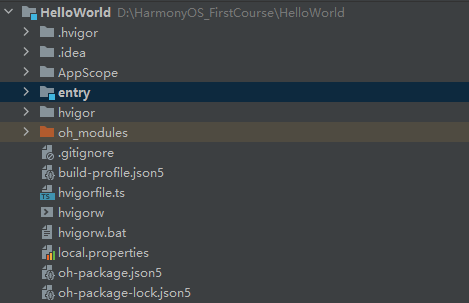 HelloWorld D:\HarmonyOS_FirstCourse\HelloWorld
.hvigor
.idea
AppScope
entry
hvigor
oh_modules
.gitignore
build-profile.json5
hvigorfile.ts
hvigorw
hvigorw.bat
local.properties
oh-package.json5
oh-package-lock.json5